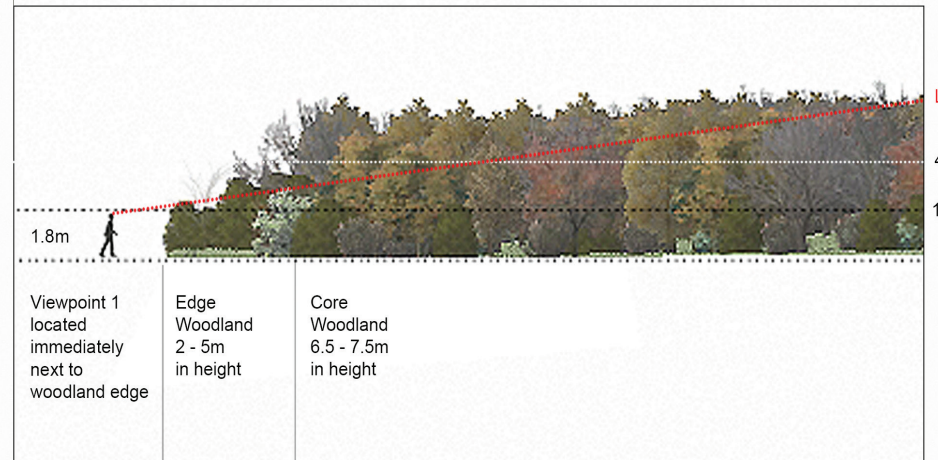 1.8m
Viewpoint 1
located
immediately
next to
woodland edge
Edge
Woodland
2 - 5m
in height
Core
Woodland
6.5 - 7.5m
in height